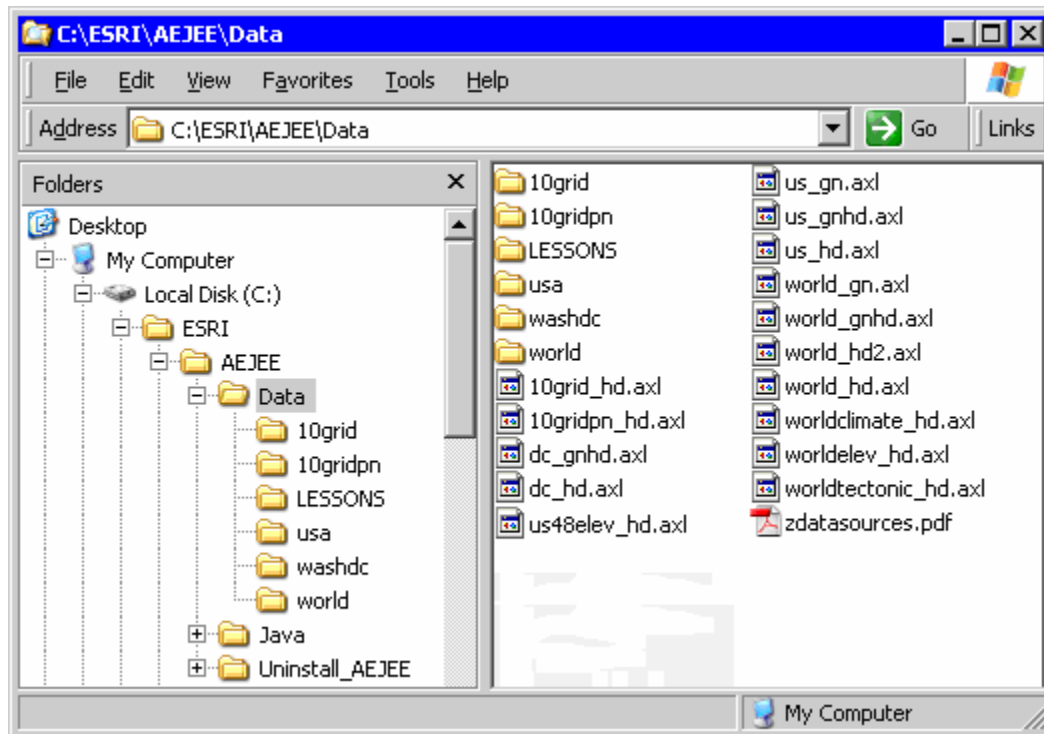 C:\ESRI\AEJEE\Data
File Edit View Favorites Tools Help
Address C:\ESRI\AEJEE\Data Go Links
Folders
Desktop
My Computer
Local Disk (C:)
ESRI
AEJEE
Data
10grid
10gridpn
LESSONS
usa
washdc
world
Java
Uninstall_AEJEE
10grid
10gridpn
LESSONS
usa
washdc
world
10grid_hd.axl
10gridpn_hd.axl
dc_gnhd.axl
dc_hd.axl
us48elev_hd.axl
us_gn.axl
us_gnhd.axl
us_hd.axl
world_gn.axl
world_gnhd.axl
world_hd2.axl
world_hd.axl
worldclimate_hd.axl
worldelev_hd.axl
worldtectonic_hd.axl
zdatasources.pdf
My Computer